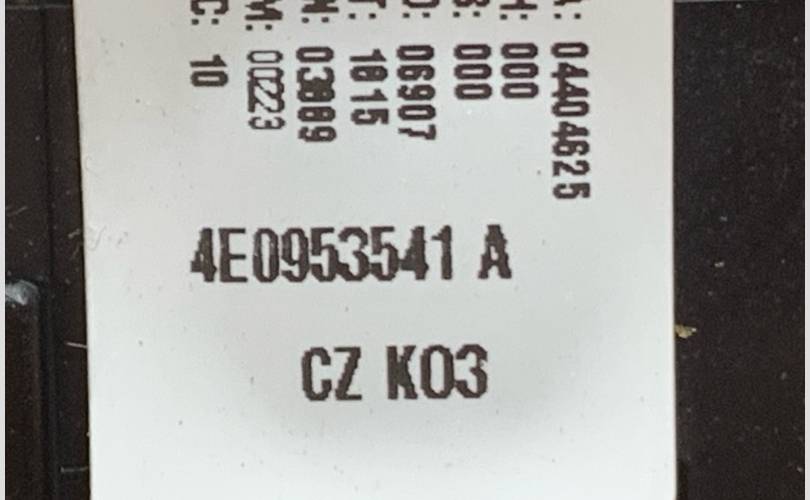 A: 04404625
H: 000
B: 000
D: 06907
T: 1015
N: 03009
M: 00223
C: 10
4E0953541 A
CZ K03